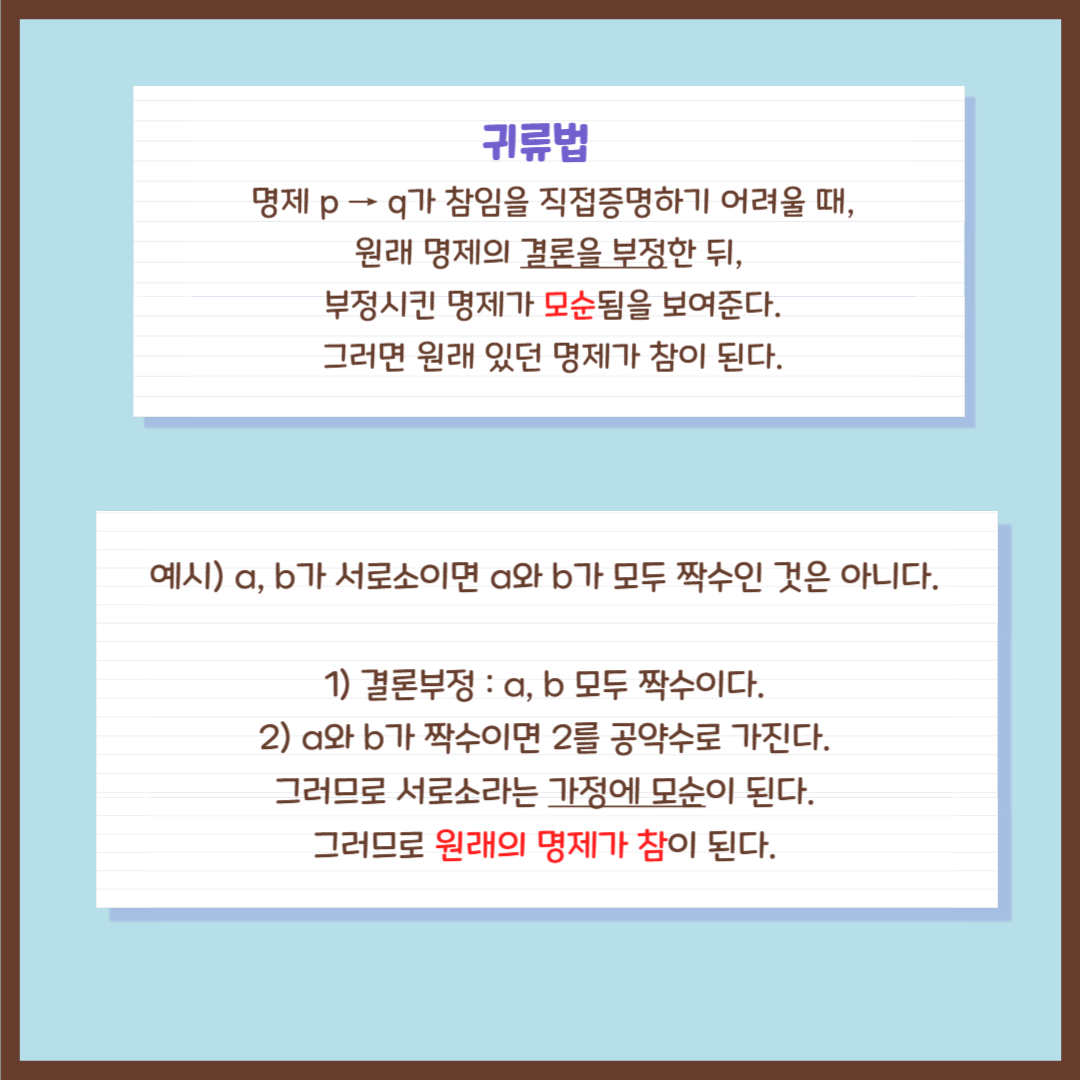 귀류법
명제 p → q가 참임을 직접증명하기 어려울 때,
원래 명제의 결론을 부정한 뒤,
부정시킨 명제가 모순됨을 보여준다.
그러면 원래 있던 명제가 참이 된다.
예시) a, b가 서로소이면 a와 b가 모두 짝수인 것은 아니다.
1) 결론부정 : a, b 모두 짝수이다.
2) a와 b가 짝수이면 2를 공약수로 가진다.
그러므로 서로소라는 가정에 모순이 된다.
그러므로 원래의 명제가 참이 된다.